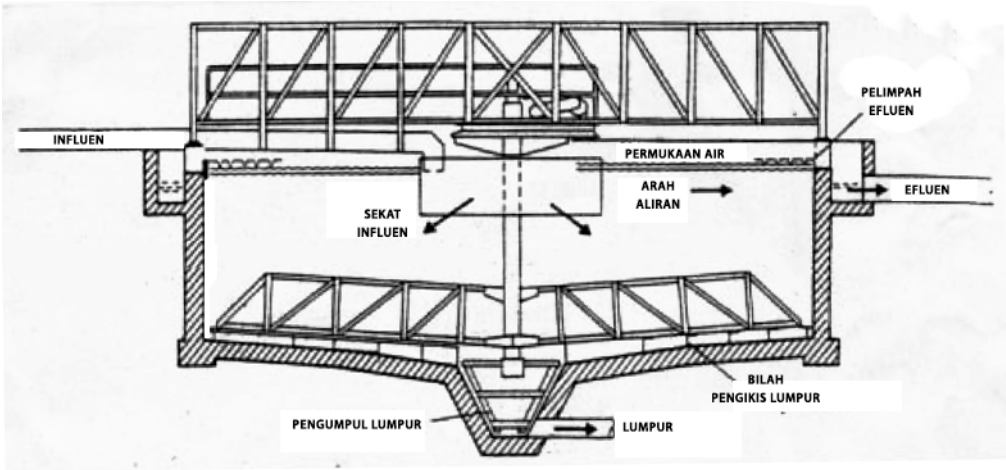 PELIMPAH
EFLUEN
INFLUEN
PERMUKAAN AIR
ARAH
ALIRAN
EFLUEN
SEKAT
INFLUEN
BILAH
PENGIKIS LUMPUR
PENGUMPUL LUMPUR
LUMPUR